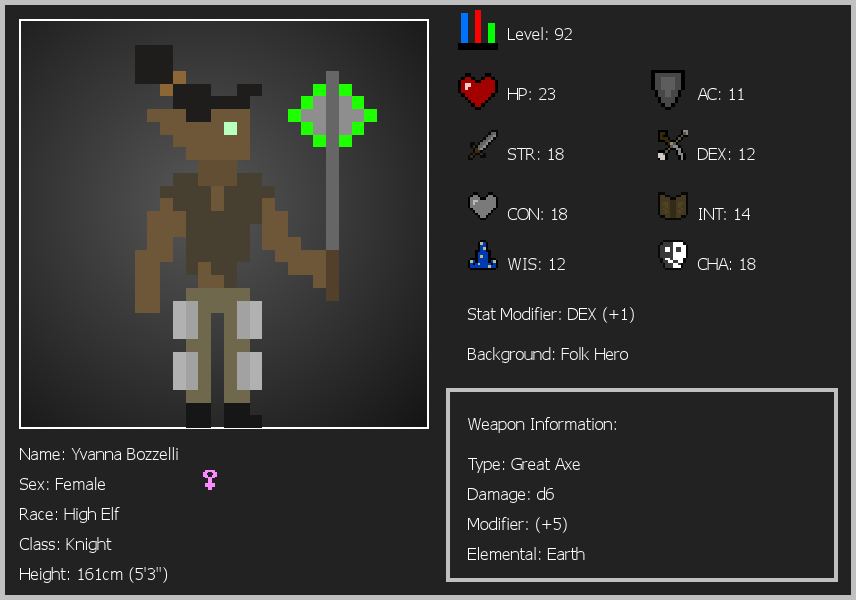 Level: 92
HP: 23
AC: 11
STR: 18
DEX: 12
CON: 18
INT: 14
WIS: 12
CHA: 18
Stat Modifier: DEX (+1)
Background: Folk Hero
Weapon Information:
Type: Great Axe
Damage: d6
Modifier: (+5)
Elemental: Earth
Name: Yvanna Bozzelli
Sex: Female
Race: High Elf
Class: Knight
Height: 161cm (5'3")